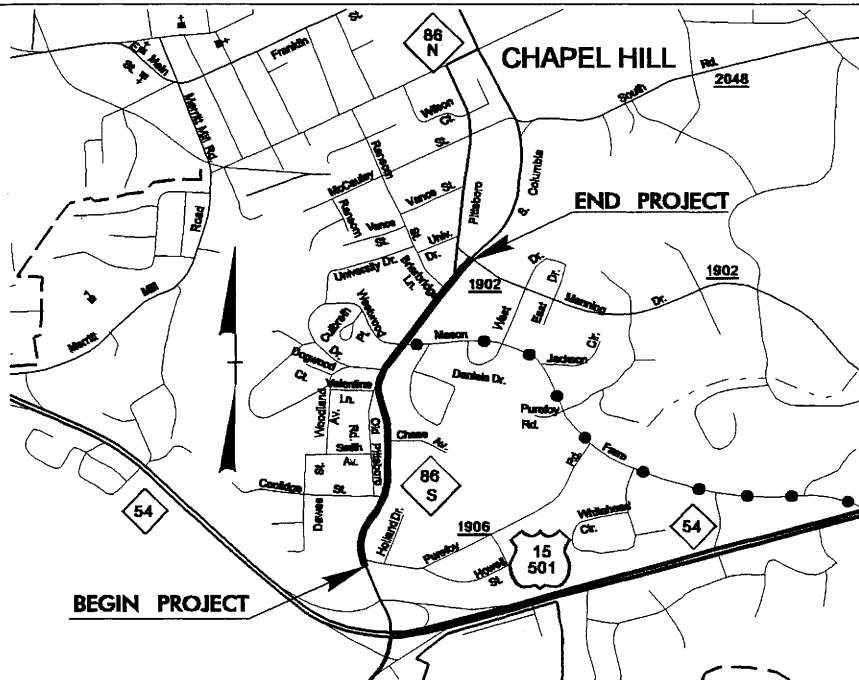 E. Main
St.
Franklin
St
86
N
CHAPEL HILL
South
Rd.
2048
Merritt Mill Rd.
Wilson
Ct.
St.
Ransom
McCauley
Vance St.
Ransom
St.
Vance
St.
Univ.
Dr.
Pittsboro
S. Columbia
END PROJECT
Road
University Dr.
Briarbridge
Ln.
1902
Dr.
Dr.
East
West
Manning
Dr.
1902
Mill
Merritt
Culbreth
Dr.
Westwood
Pl.
Mason
Jackson
Cir.
Dogwood
Ct.
Daniels Dr.
Valentine
Ln.
Woodland
Av.
Old Pittsboro
Rd.
Smith
Av.
Chase Av.
Purefoy
Rd.
Farm
Rd.
Coolidge
St.
St.
Dawes
86
S
54
Holland Dr.
1906
Purefoy
Howell
St.
15
501
Whitehead
Cir.
54
BEGIN PROJECT